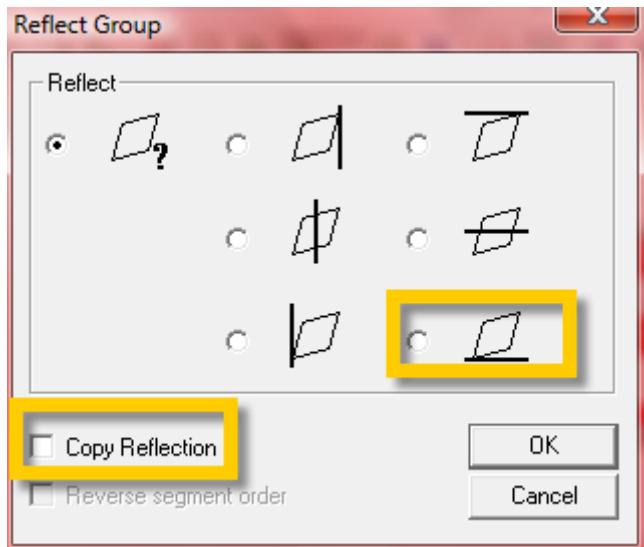 Reflect Group
Reflect
?
Copy Reflection
OK
Reverse segment order
Cancel